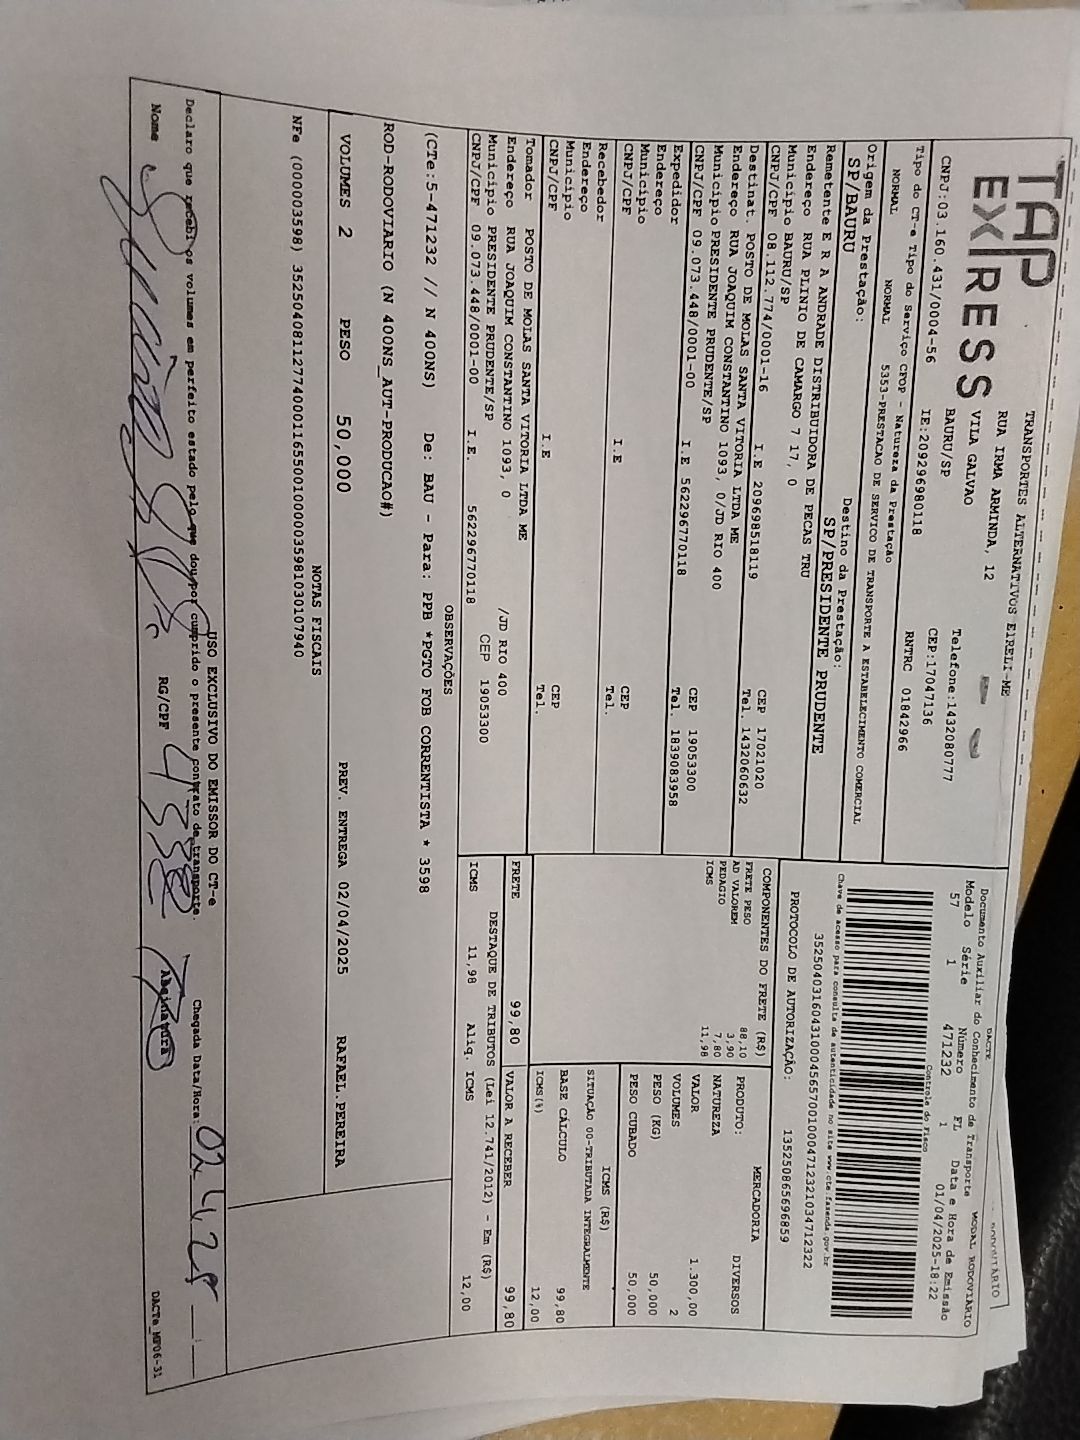 TAP
EXPRESS
TRANSPORTES ALTERNATIVOS EIRELI-ME
RUA IRMA ARMINDA, 12
VILA GALVAO
BAURU/SP
Telefone:1432080777
CEP:17047136
CNPJ:03.160.431/0004-56 IE:209296980118 RNTRC 01842966
Tipo do CT-e Tipo do Serviço CFOP - Natureza da Prestação
NORMAL NORMAL 5353-PRESTACAO DE SERVICO DE TRANSPORTE A ESTABELECIMENTO COMERCIAL
Origem da Prestação: Destino da Prestação:
SP/BAURU SP/PRESIDENTE PRUDENTE
DACTE MODAL RODOVIÁRIO
Documento Auxiliar do Conhecimento de Transporte
Modelo Série Número FL Data e Hora de Emissão
57 1 471232 1 01/04/2025-18:22
Controle do Fisco
Chave de acesso para consulta de autenticidade no site www.cte.fazenda.gov.br
35250403160431000456570010004712321034712322
PROTOCOLO DE AUTORIZAÇÃO: 135250865696859
Remetente E R A ANDRADE DISTRIBUIDORA DE PECAS TRU
Endereço RUA PLINIO DE CAMARGO 7 17, 0
Município BAURU/SP CEP 17021020
CNPJ/CPF 08.112.774/0001-16 I.E 209698518119 Tel. 1432060632
Destinat. POSTO DE MOLAS SANTA VITORIA LTDA ME
Endereço RUA JOAQUIM CONSTANTINO 1093, 0/JD RIO 400
Município PRESIDENTE PRUDENTE/SP CEP 19053300
CNPJ/CPF 09.073.448/0001-00 I.E 562296770118 Tel. 1839083958
Expedidor
Endereço
Município CEP
CNPJ/CPF I.E Tel.
Recebedor
Endereço
Município CEP
CNPJ/CPF I.E Tel.
Tomador POSTO DE MOLAS SANTA VITORIA LTDA ME
Endereço RUA JOAQUIM CONSTANTINO 1093, 0 /JD RIO 400
Município PRESIDENTE PRUDENTE/SP CEP 19053300
CNPJ/CPF 09.073.448/0001-00 I.E. 562296770118
COMPONENTES DO FRETE (R$)
FRETE PESO 88,10
AD VALOREM 3,90
PEDAGIO 7,80
ICMS 11,98
MERCADORIA
PRODUTO: DIVERSOS
NATUREZA
VALOR 1.300,00
VOLUMES 2
PESO (KG) 50,000
PESO CUBADO 50,000
ICMS (R$)
SITUAÇÃO 00-TRIBUTADA INTEGRALMENTE
BASE CÁLCULO 99,80
ICMS(%) 12,00
FRETE 99,80 VALOR A RECEBER 99,80
DESTAQUE DE TRIBUTOS (Lei 12.741/2012) - Em (R$)
ICMS 11,98 Aliq. ICMS 12,00
OBSERVAÇÕES
(CTe:5-471232 // N 400NS) De: BAU - Para: PPB *PGTO FOB CORRENTISTA * 3598
ROD-RODOVIARIO (N 400NS_AUT-PRODUCAO#)
VOLUMES 2 PESO 50,000 PREV. ENTREGA 02/04/2025 RAFAEL.PEREIRA
NOTAS FISCAIS
NFe (000003598) 35250408112774000116550010000035981030107940
USO EXCLUSIVO DO EMISSOR DO CT-e
Declaro que recebi os volumes em perfeito estado pelo que dou por cumprido o presente contrato de transporte. Chegada Data/Hora:
Nome RG/CPF Assinatura
DACTe_MP06-31